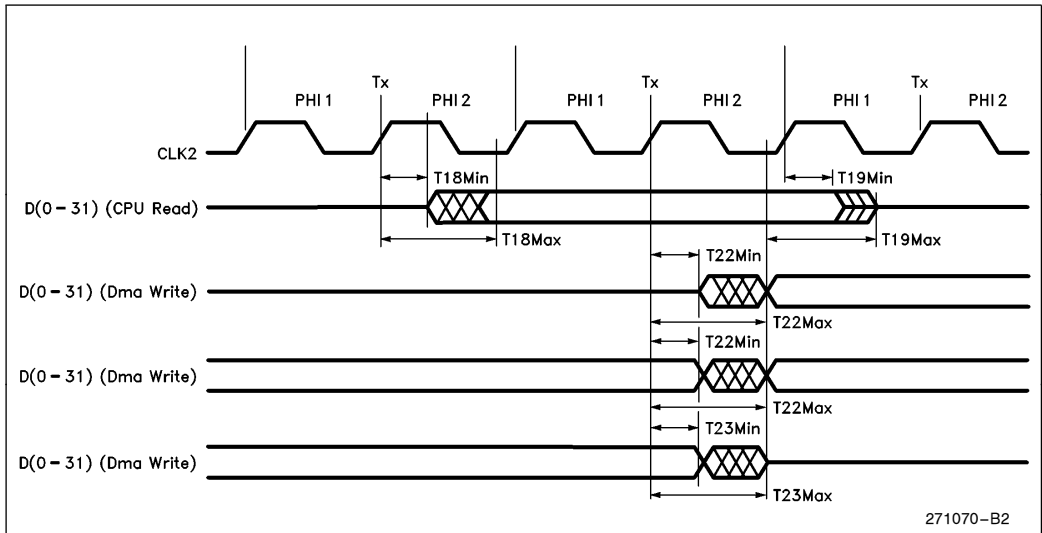 Tx Tx Tx
PHI 1 PHI 2 PHI 1 PHI 2 PHI 1 PHI 2
CLK2
T18Min T19Min
D(0–31) (CPU Read)
T18Max T19Max
T22Min
D(0–31) (Dma Write)
T22Max
T22Min
D(0–31) (Dma Write)
T22Max
T23Min
D(0–31) (Dma Write)
T23Max
271070–B2